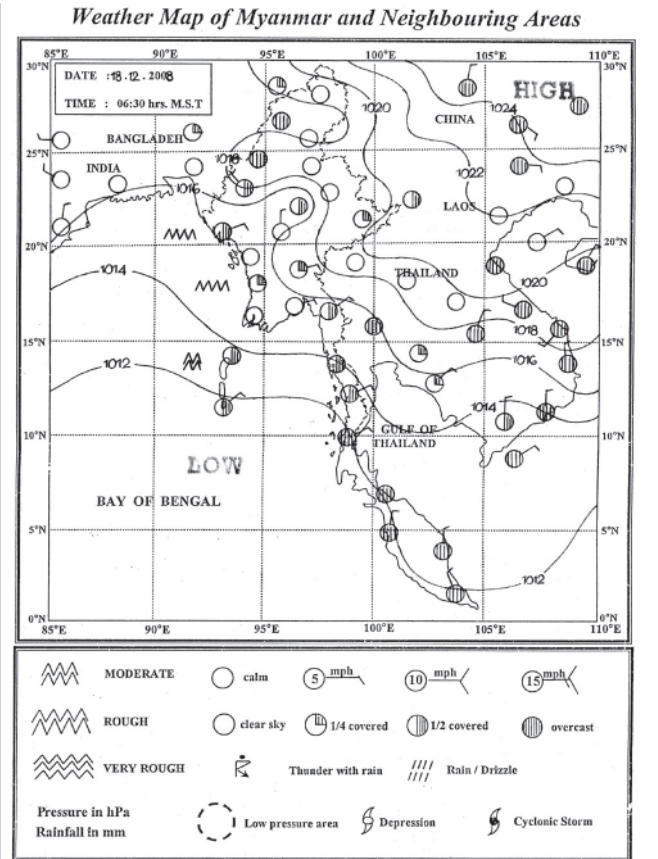 Weather Map of Myanmar and Neighbouring Areas
85°E 90°E 95°E 100°E 105°E 110°E
30°N 30°N
DATE :18.12.2008
TIME : 06:30 hrs. M.S.T
HIGH
1020
1024
CHINA
BANGLADEH
25°N 25°N
1018
INDIA
1022
1016
LAOS
20°N 20°N
1014
THAILAND
1020
1018
15°N 15°N
1016
1012
1014
10°N 10°N
GULF OF
THAILAND
LOW
BAY OF BENGAL
5°N 5°N
1012
0°N 0°N
85°E 90°E 95°E 100°E 105°E 110°E
MODERATE calm 5 mph 10 mph 15 mph
ROUGH clear sky 1/4 covered 1/2 covered overcast
VERY ROUGH Thunder with rain Rain / Drizzle
Pressure in hPa
Rainfall in mm
Low pressure area Depression Cyclonic Storm